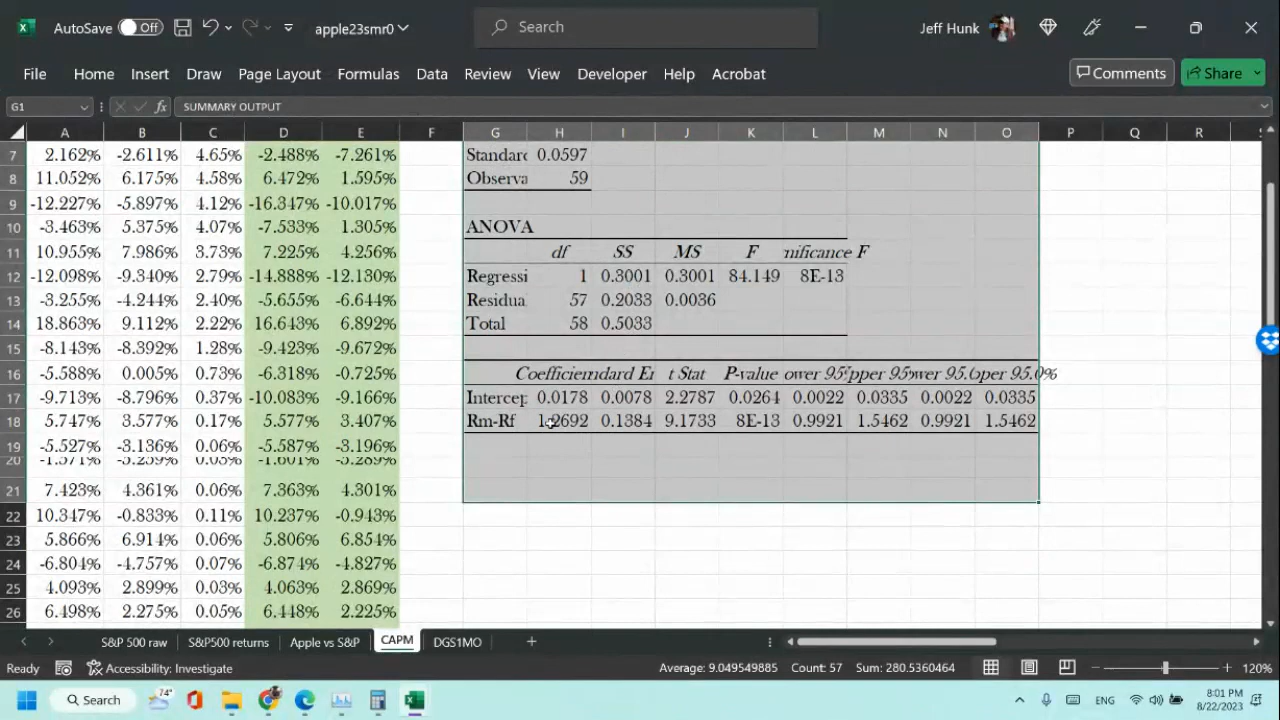 AutoSave Off apple23smr0 Search Jeff Hunk
File Home Insert Draw Page Layout Formulas Data Review View Developer Help Acrobat Comments Share
G1 fx SUMMARY OUTPUT
A B C D E F G H I J K L M N O P Q R
7 2.162% -2.611% 4.65% -2.488% -7.261% Standarc 0.0597
8 11.052% 6.175% 4.58% 6.472% 1.595% Observa 59
9 -12.227% -5.897% 4.12% -16.347% -10.017%
10 -3.463% 5.375% 4.07% -7.533% 1.305% ANOVA
11 10.955% 7.986% 3.73% 7.225% 4.256% df SS MS F nificance F
12 -12.098% -9.340% 2.79% -14.888% -12.130% Regressi 1 0.3001 0.3001 84.149 8E-13
13 -3.255% -4.244% 2.40% -5.655% -6.644% Residua 57 0.2033 0.0036
14 18.863% 9.112% 2.22% 16.643% 6.892% Total 58 0.5033
15 -8.143% -8.392% 1.28% -9.423% -9.672%
16 -5.588% 0.005% 0.73% -6.318% -0.725% Coefficien ndard Er t Stat P-value ower 95% pper 95% wer 95.0 per 95.0%
17 -9.713% -8.796% 0.37% -10.083% -9.166% Intercep 0.0178 0.0078 2.2787 0.0264 0.0022 0.0335 0.0022 0.0335
18 5.747% 3.577% 0.17% 5.577% 3.407% Rm-Rf 1.2692 0.1384 9.1733 8E-13 0.9921 1.5462 0.9921 1.5462
19 -5.527% -3.136% 0.06% -5.587% -3.196%
20
21 7.423% 4.361% 0.06% 7.363% 4.301%
22 10.347% -0.833% 0.11% 10.237% -0.943%
23 5.866% 6.914% 0.06% 5.806% 6.854%
24 -6.804% -4.757% 0.07% -6.874% -4.827%
25 4.093% 2.899% 0.03% 4.063% 2.869%
26 6.498% 2.275% 0.05% 6.448% 2.225%
S&P 500 raw S&P500 returns Apple vs S&P CAPM DGS1MO
Ready Accessibility: Investigate Average: 9.049549885 Count: 57 Sum: 280.5360464 120%
74° Search ENG 8:01 PM
8/22/2023